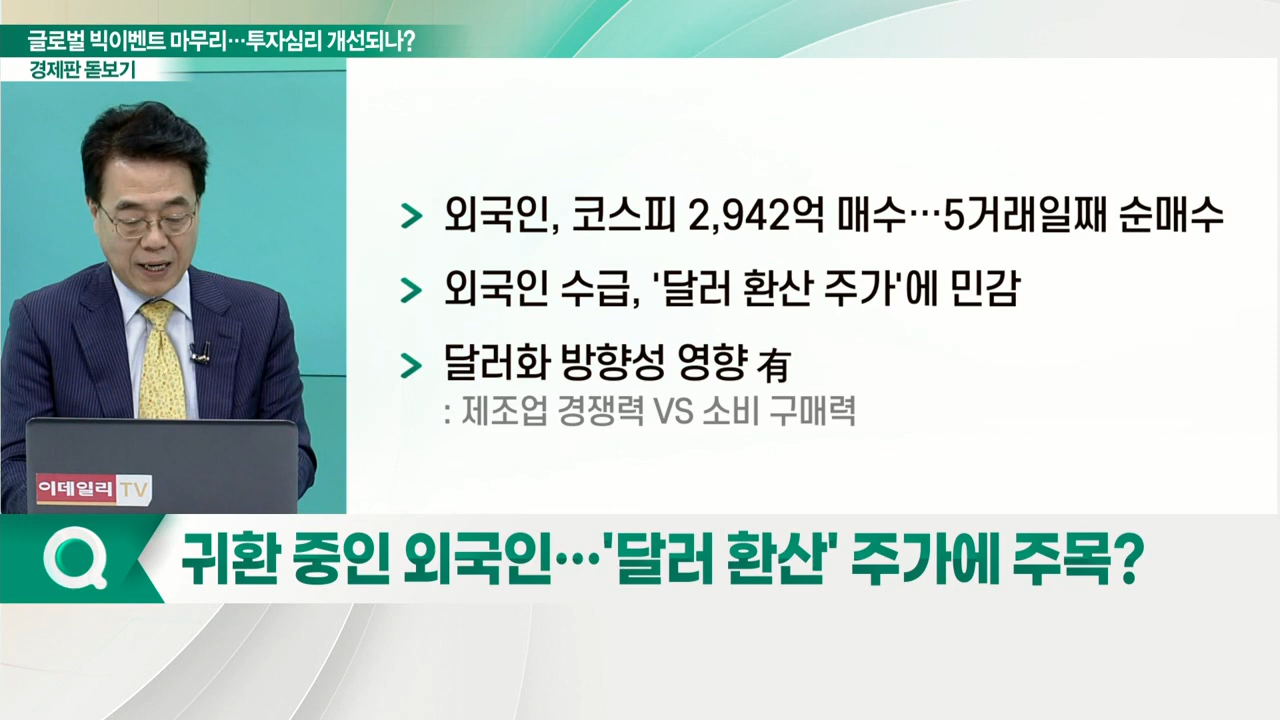 글로벌 빅이벤트 마무리…투자심리 개선되나?
경제판 돋보기
> 외국인, 코스피 2,942억 매수…5거래일째 순매수
> 외국인 수급, '달러 환산 주가'에 민감
> 달러화 방향성 영향 有
: 제조업 경쟁력 VS 소비 구매력
이데일리 TV
귀환 중인 외국인…'달러 환산' 주가에 주목?